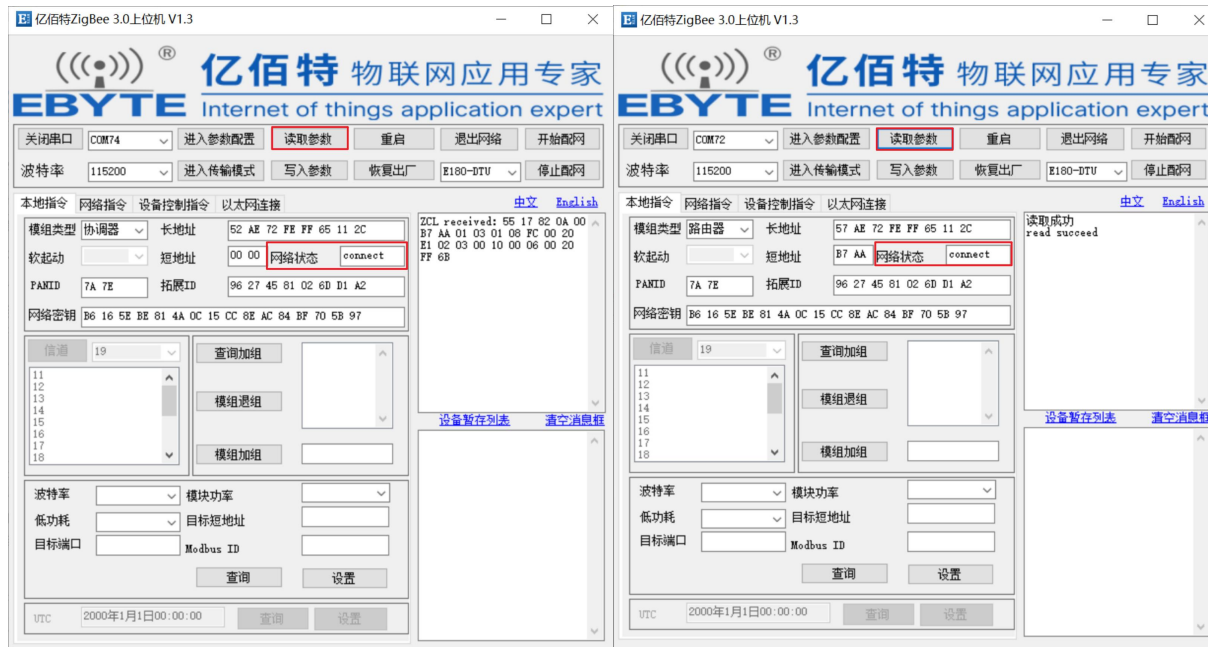 亿佰特ZigBee 3.0上位机 V1.3
® 亿佰特 物联网应用专家
EBYTE Internet of things application expert
关闭串口 COM74 进入参数配置 读取参数 重启 退出网络 开始配网
波特率 115200 进入传输模式 写入参数 恢复出厂 E180-DTU 停止配网
本地指令 网络指令 设备控制指令 以太网连接 中文 English
模组类型 协调器 长地址 52 AE 72 FE FF 65 11 2C
软起动 短地址 00 00 网络状态 connect
PANID 7A 7E 拓展ID 96 27 45 81 02 6D D1 A2
网络密钥 B6 16 5E BE 81 4A 0C 15 CC 8E AC 84 BF 70 5B 97
ZCL received: 55
17 82 0A 00
B7 AA 01 03 01 08 FC 00 20
E1 02 03 00 10 00 06 00 20
FF 6B
信道 19 查询加组
11
12
13
14
15
16
17
18
模组退组
模组加组
设备暂存列表 清空消息框
波特率 模块功率
低功耗 目标短地址
目标端口 Modbus ID
查询 设置
UTC 2000年1月1日00:00:00 查询 设置
亿佰特ZigBee 3.0上位机 V1.3
® 亿佰特 物联网应用专家
EBYTE Internet of things application expert
关闭串口 COM72 进入参数配置 读取参数 重启 退出网络 开始配网
波特率 115200 进入传输模式 写入参数 恢复出厂 E180-DTU 停止配网
本地指令 网络指令 设备控制指令 以太网连接 中文 English
模组类型 路由器 长地址 57 AE 72 FE FF 65 11 2C
软起动 短地址 B7 AA 网络状态 connect
PANID 7A 7E 拓展ID 96 27 45 81 02 6D D1 A2
网络密钥 B6 16 5E BE 81 4A 0C 15 CC 8E AC 84 BF 70 5B 97
读取成功
read succeed
信道 19 查询加组
11
12
13
14
15
16
17
18
模组退组
模组加组
设备暂存列表 清空消息框
波特率 模块功率
低功耗 目标短地址
目标端口 Modbus ID
查询 设置
UTC 2000年1月1日00:00:00 查询 设置